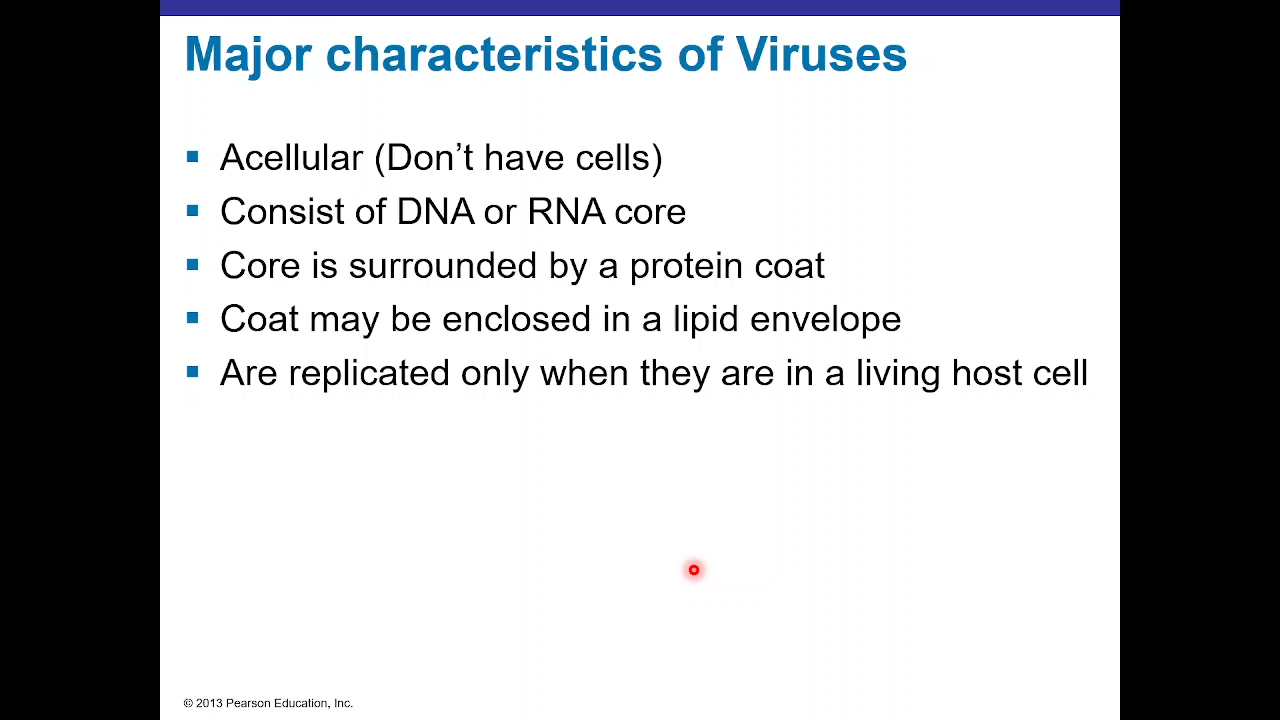 Major characteristics of Viruses
Acellular (Don’t have cells)
Consist of DNA or RNA core
Core is surrounded by a protein coat
Coat may be enclosed in a lipid envelope
Are replicated only when they are in a living host cell
© 2013 Pearson Education, Inc.